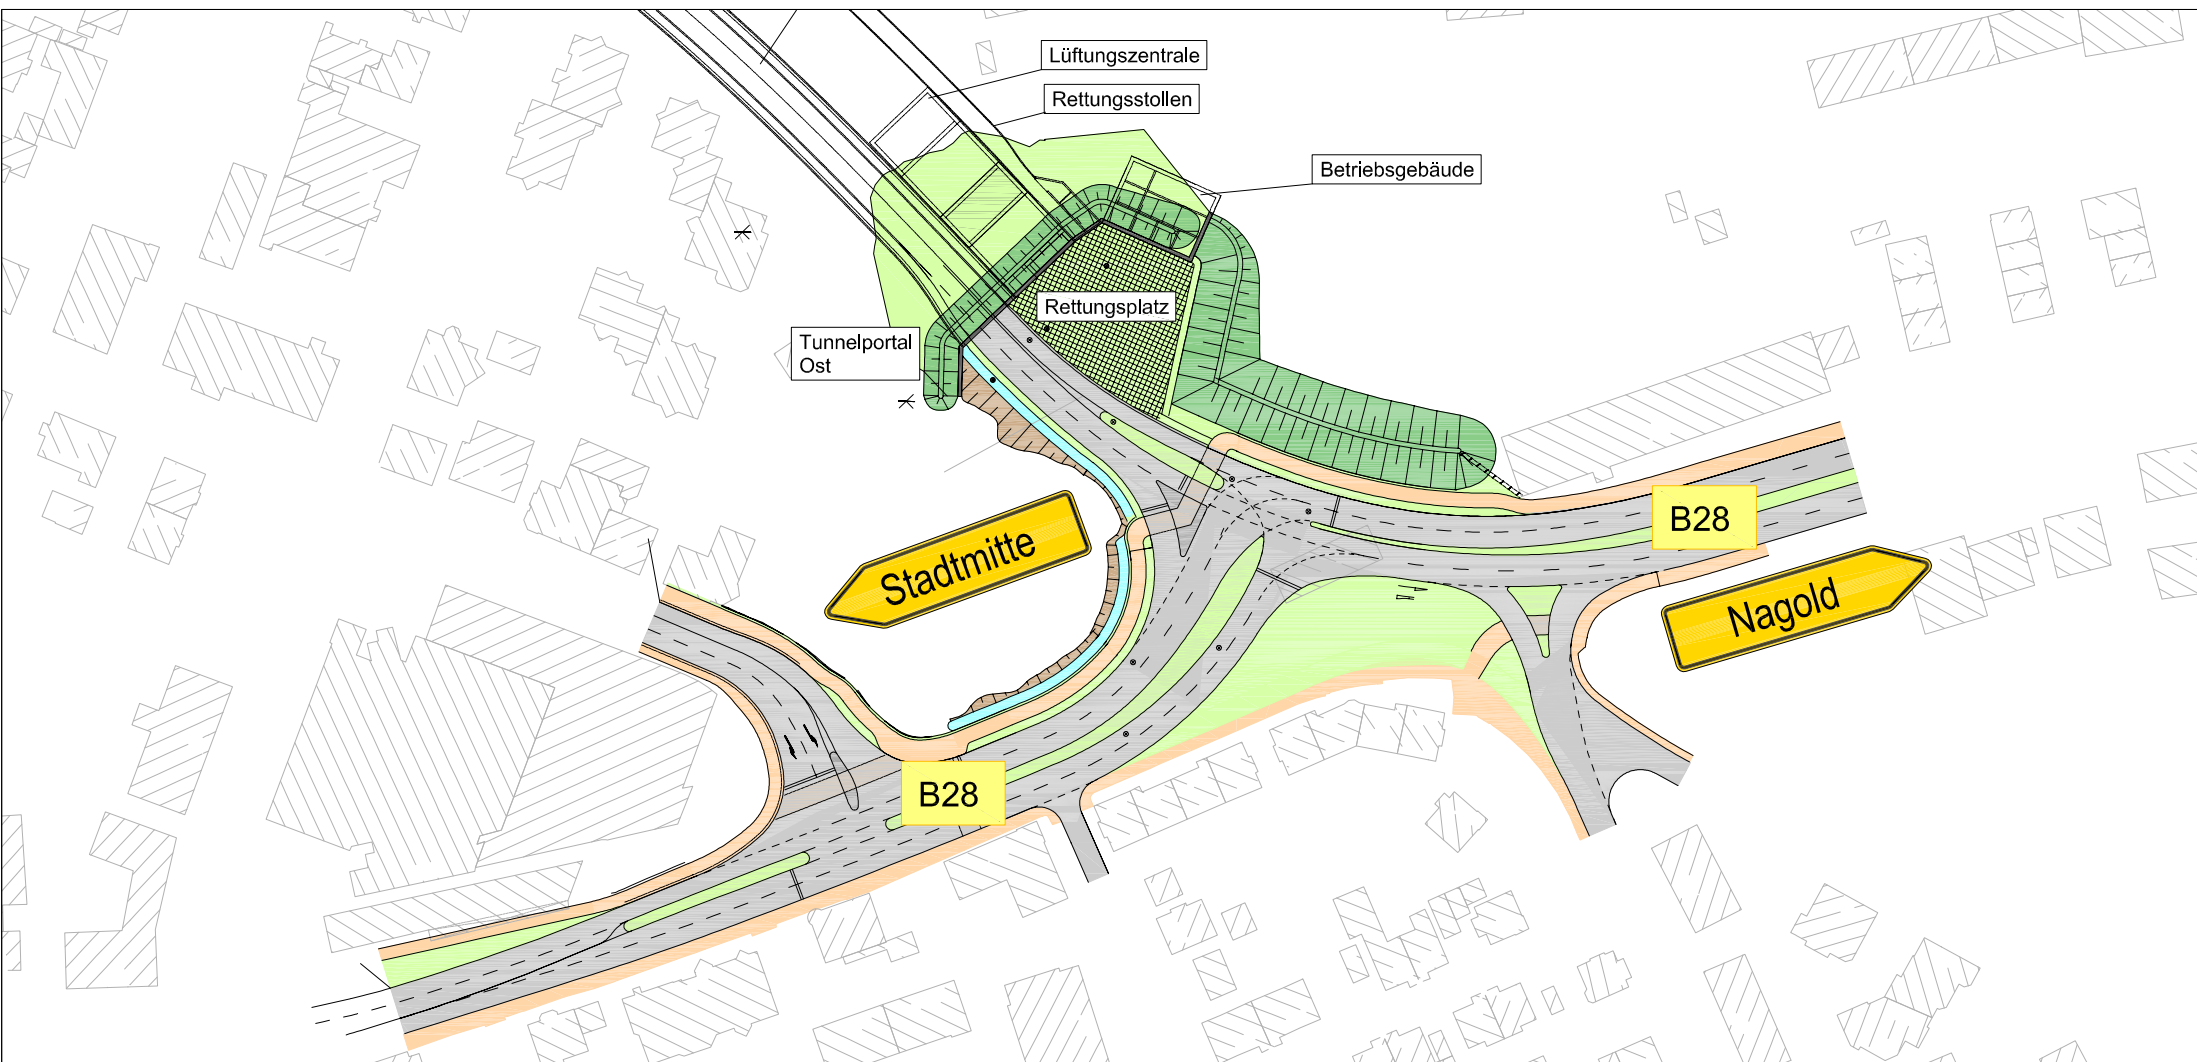 Lüftungszentrale
Rettungsstollen
Betriebsgebäude
Rettungsplatz
Tunnelportal
Ost
B28
Stadtmitte
Nagold
B28